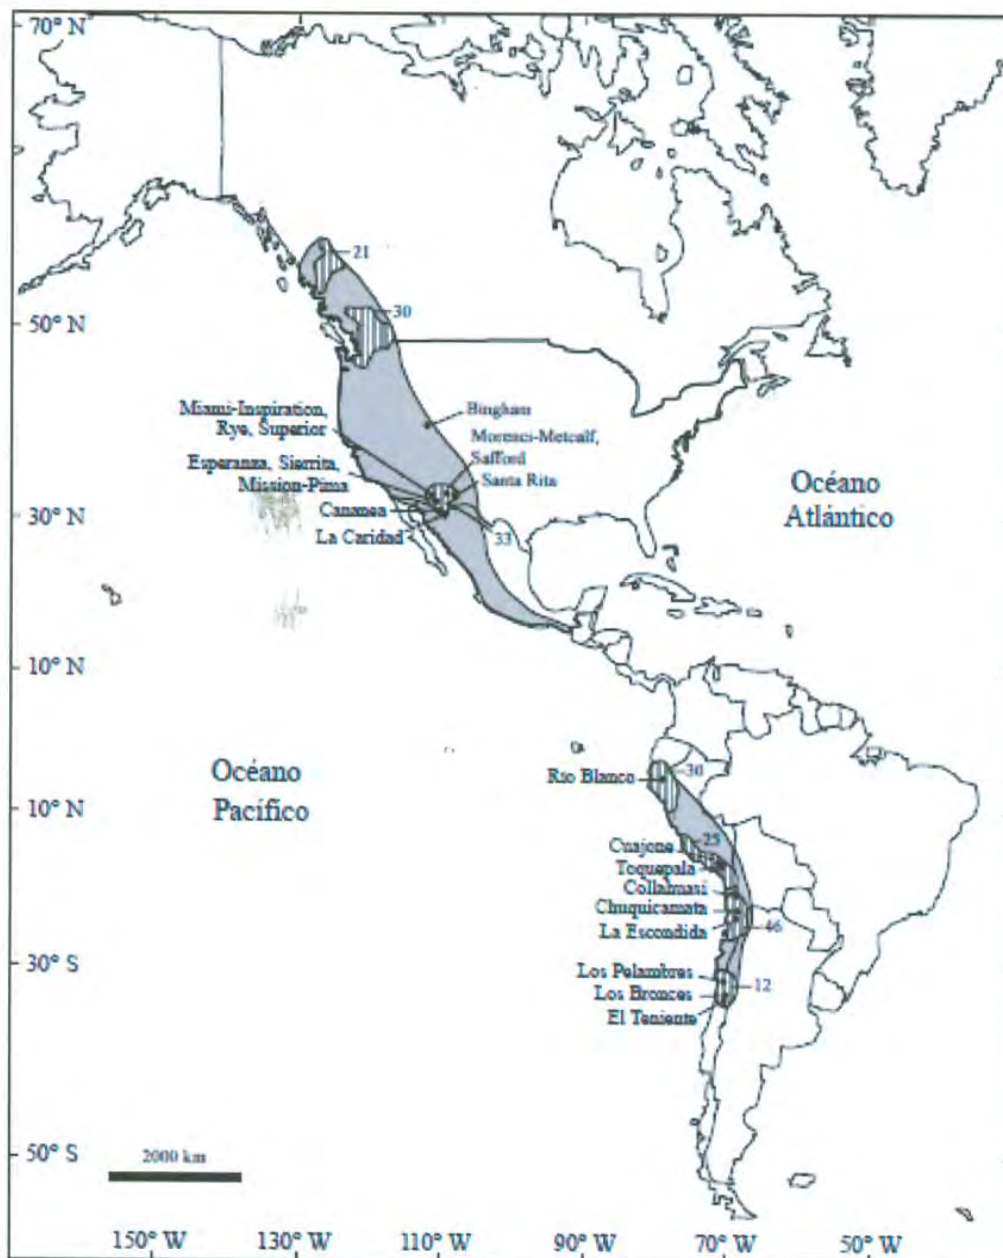 70° N
21
50° N
30
Miami-Inspiration,
Rye, Superior
Bingham
Morenci-Metcalf,
Safford
Esperanza, Sierrita,
Mission-Pima
Santa Rita
Océano
Atlántico
30° N
Cananea
La Caridad
33
10° N
Océano
Pacífico
Río Blanco
30
10° N
Cuajone
25
Toquepala
Collahuasi
Chuquicamata
La Escondida
46
30° S
Los Pelambres
12
Los Bronces
El Teniente
50° S
2000 km
150° W
130° W
110° W
90° W
70° W
50° W